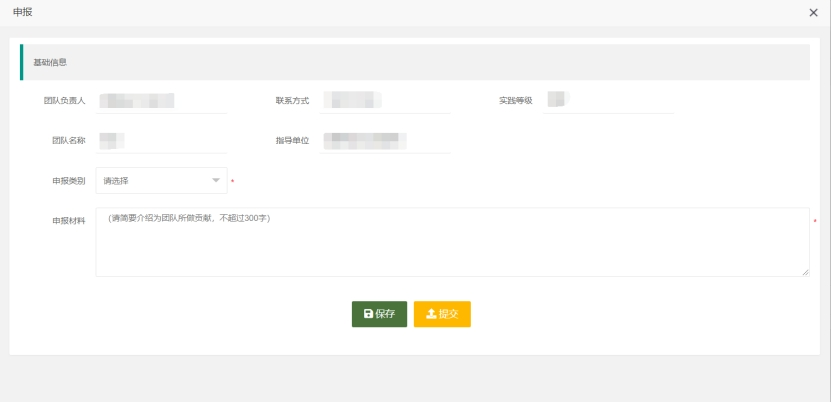 申报
基础信息
团队负责人 联系方式 实践等级
团队名称 指导单位
申报类别 请选择 *
申报材料 （请简要介绍为团队所做贡献，不超过300字） *
保存 提交